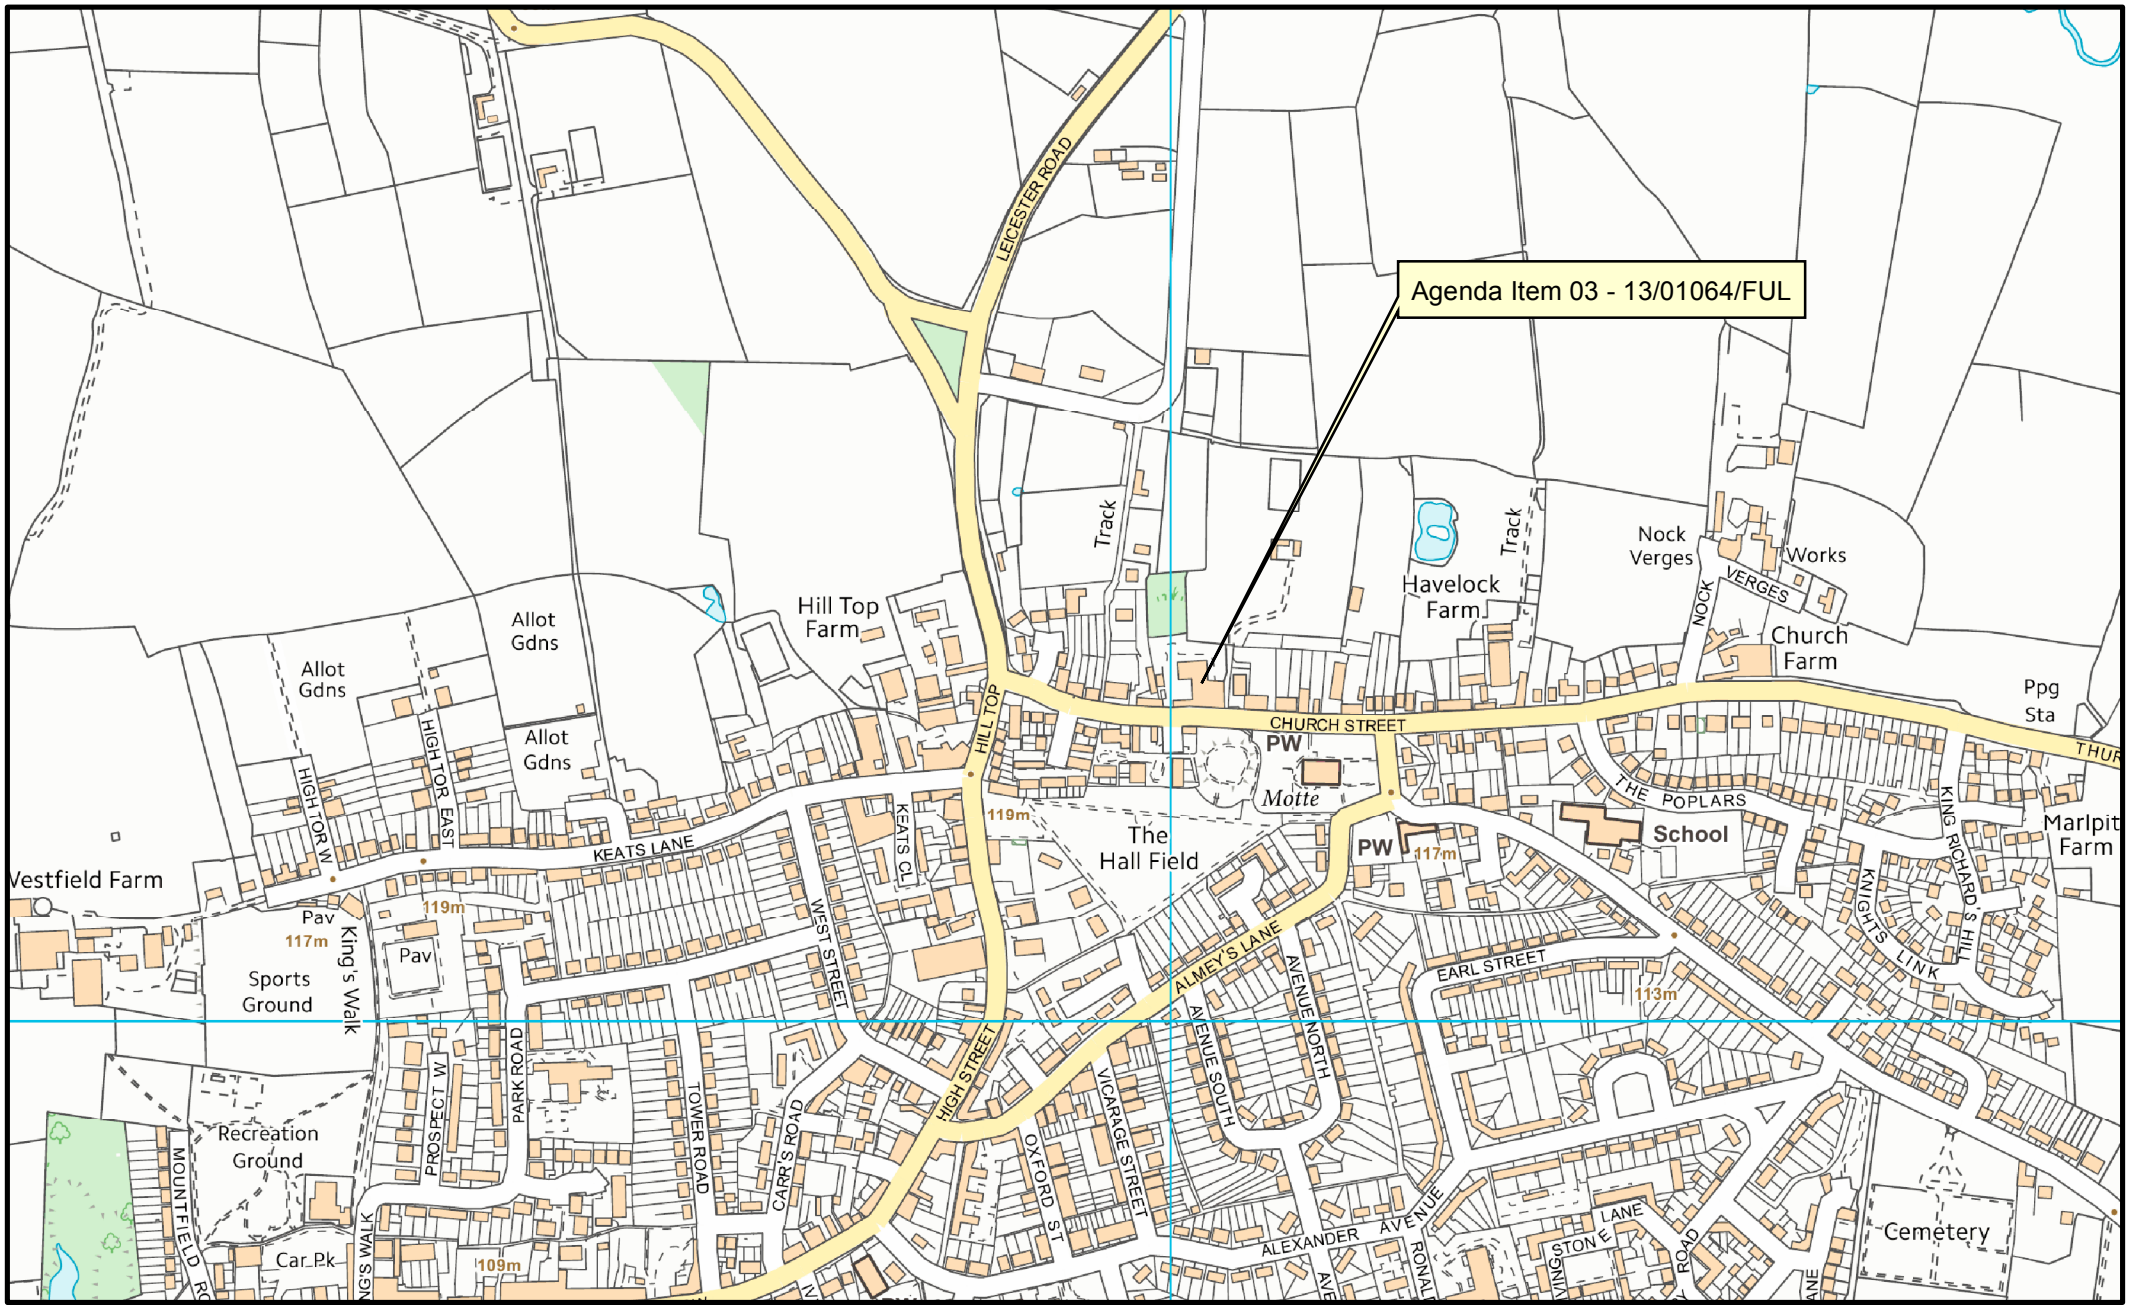 LEICESTER ROAD
Agenda Item 03 - 13/01064/FUL
Track
Track
Nock
Verges
Works
NOCK
VERGES
Havelock
Farm
Hill Top
Farm
Allot
Gdns
Allot
Gdns
Allot
Gdns
Church
Farm
Ppg
Sta
HIGH TOR W
HIGH TOR EAST
HILL TOP
CHURCH STREET
PW
Motte
THE POPLARS
KING RICHARD'S HILL
Marlpit
Farm
119m
The
Hall Field
PW
117m
School
KEATS LANE
KEATS CL
WEST STREET
Westfield Farm
119m
Pav
117m
King's Walk
Pav
Sports
Ground
ALMEY'S LANE
AVENUE NORTH
AVENUE SOUTH
EARL STREET
113m
KNIGHTS LINK
HIGH STREET
PROSPECT W
PARK ROAD
TOWER ROAD
CARR'S ROAD
VICARAGE STREET
OXFORD ST
Recreation
Ground
MOUNTFIELD
Car Pk
109m
ALEXANDER AVENUE
LANE
ROAD
Cemetery